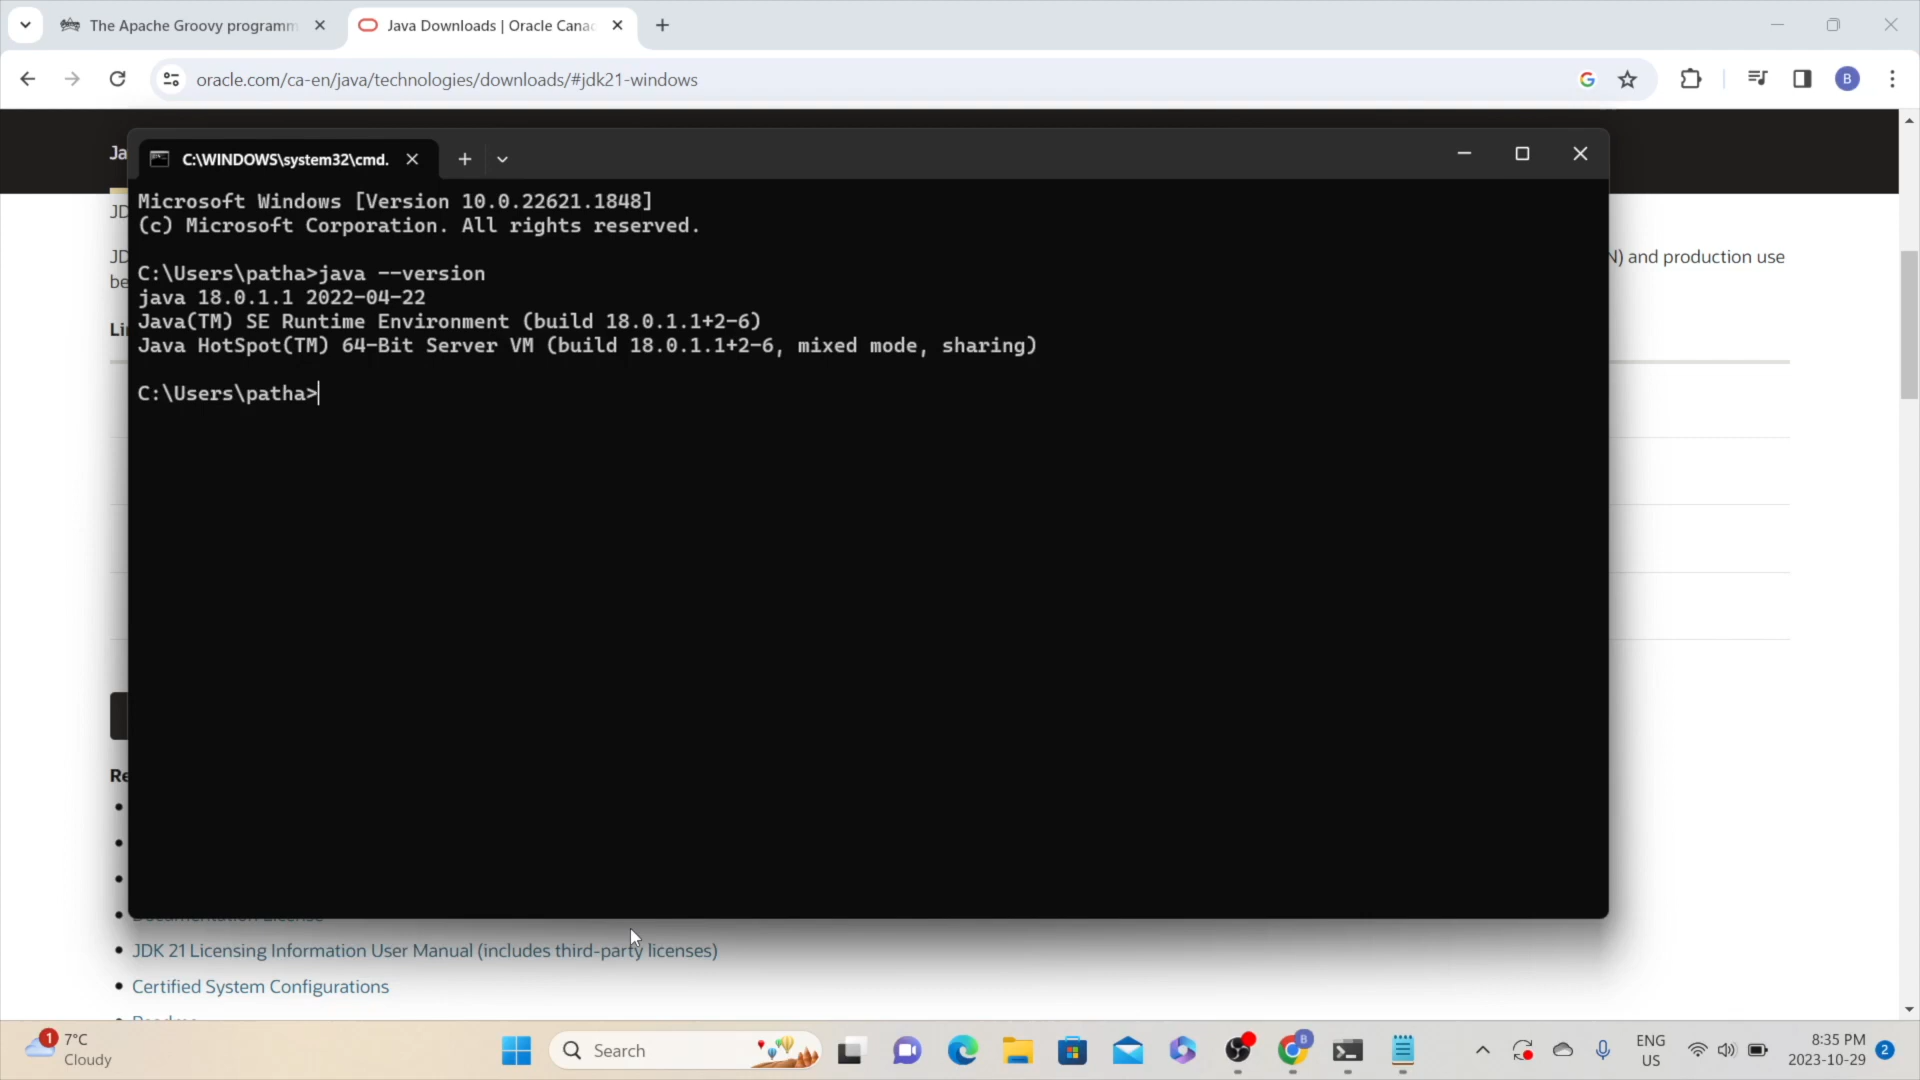 The Apache Groovy programm
Java Downloads | Oracle Cana
oracle.com/ca-en/java/technologies/downloads/#jdk21-windows
B
Ja
C:\WINDOWS\system32\cmd.
Microsoft Windows [Version 10.0.22621.1848]
(c) Microsoft Corporation. All rights reserved.
JD
JD
N) and production use
be
C:\Users\patha>java --version
java 18.0.1.1 2022-04-22
Java(TM) SE Runtime Environment (build 18.0.1.1+2-6)
Li
Java HotSpot(TM) 64-Bit Server VM (build 18.0.1.1+2-6, mixed mode, sharing)
C:\Users\patha>
Re
Documentation License
JDK 21 Licensing Information User Manual (includes third-party licenses)
Certified System Configurations
1
7°C
Cloudy
Search
B
ENG
US
8:35 PM
2023-10-29
2